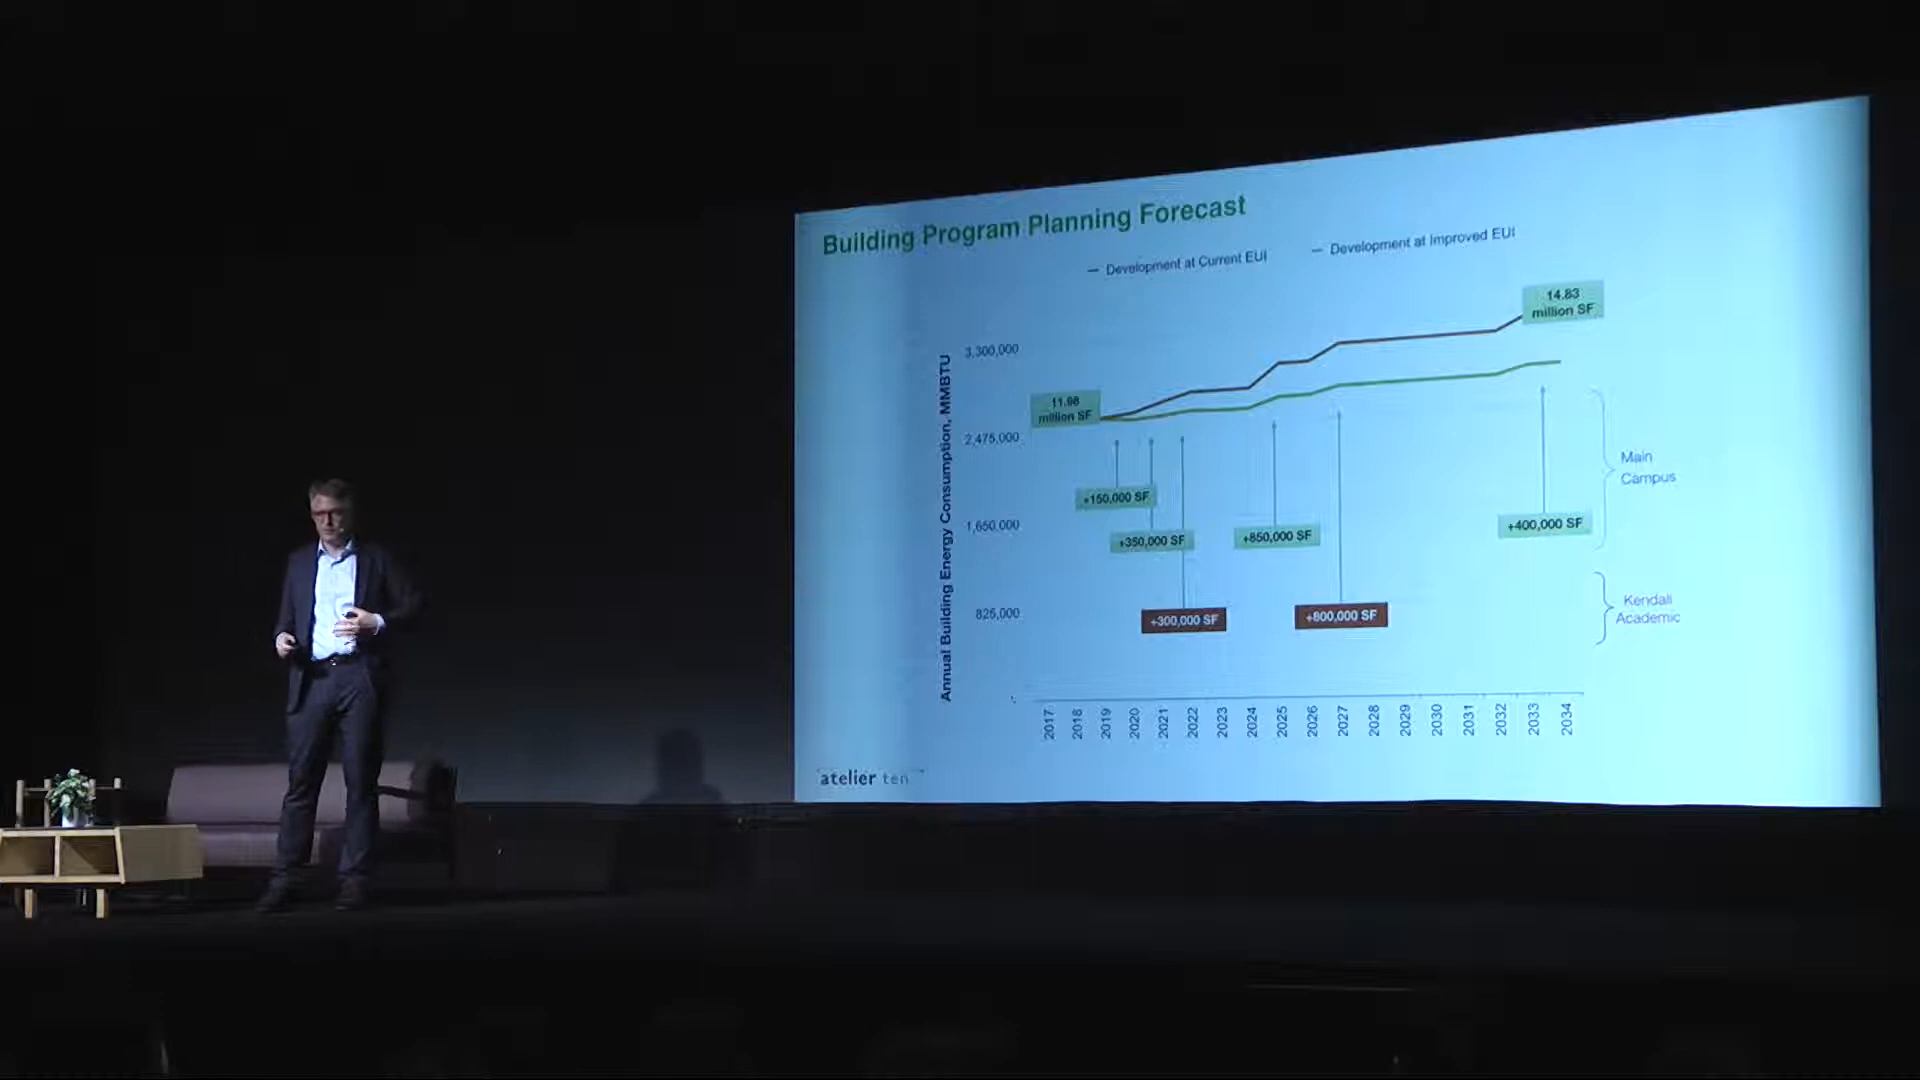 Building Program Planning Forecast
— Development at Current EUI
— Development at Improved EUI
14.83
million SF
Annual Building Energy Consumption, MMBTU
3,300,000
2,475,000
1,650,000
825,000
11.98
million SF
+150,000 SF
+350,000 SF
+850,000 SF
+400,000 SF
+300,000 SF
+800,000 SF
Main
Campus
Kendall
Academic
2017 2018 2019 2020 2021 2022 2023 2024 2025 2026 2027 2028 2029 2030 2031 2032 2033 2034
atelier ten